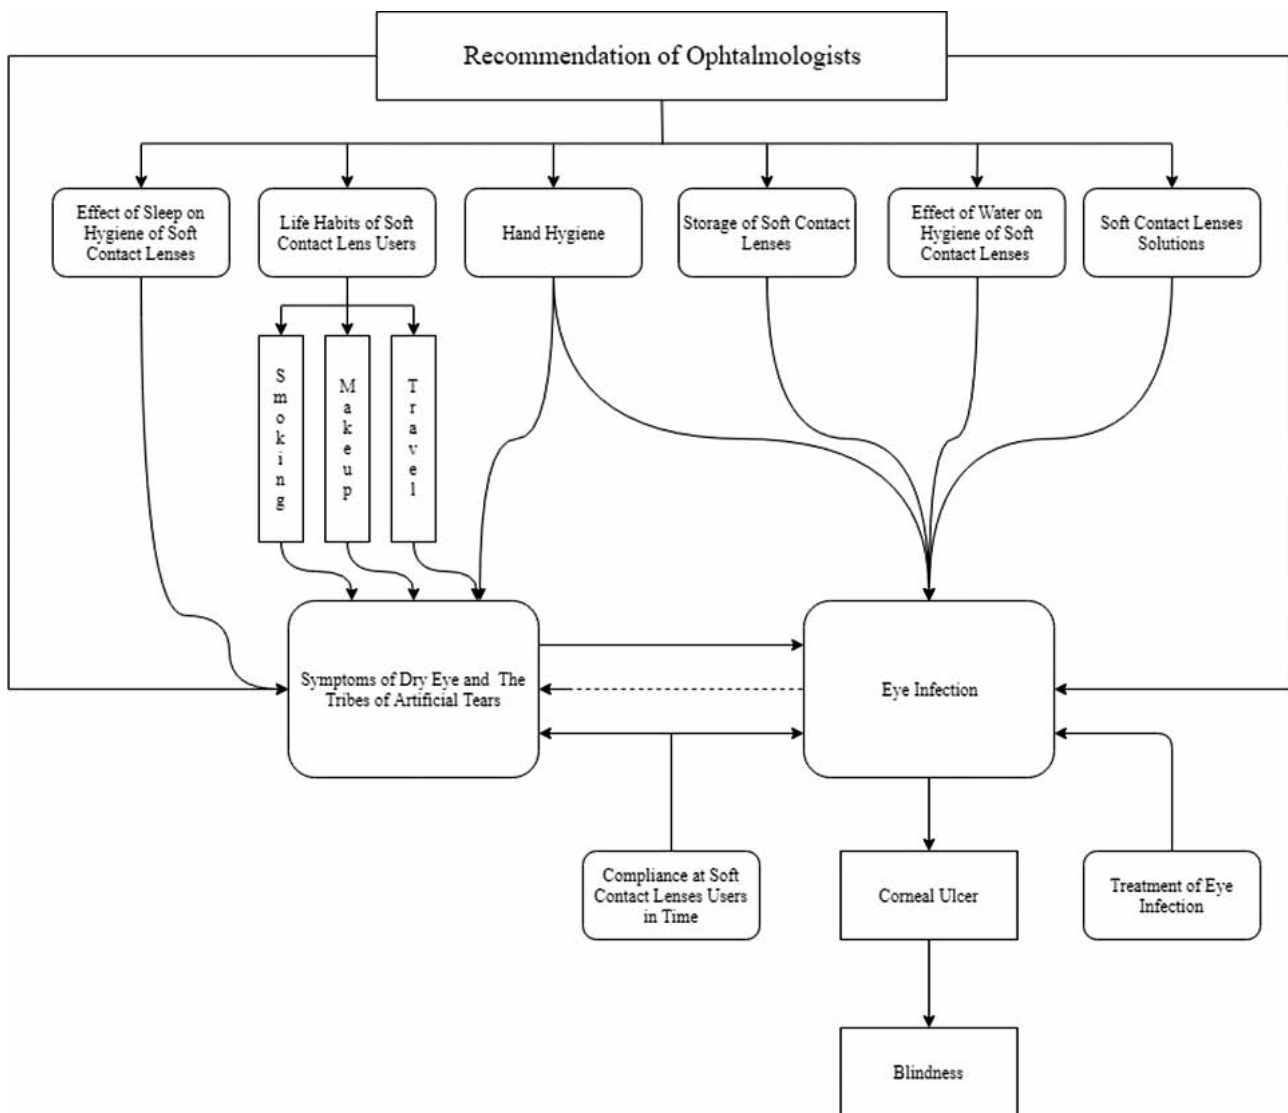 Recommendation of Ophtalmologists
Effect of Sleep on
Hygiene of Soft
Contact Lenses
Life Habits of Soft
Contact Lens Users
Hand Hygiene
Storage of Soft Contact
Lenses
Effect of Water on
Hygiene of Soft
Contact Lenses
Soft Contact Lenses
Solutions
Smoking
Makeup
Travel
Symptoms of Dry Eye and The
Tribes of Artificial Tears
Eye Infection
Compliance at Soft
Contact Lenses Users
in Time
Corneal Ulcer
Treatment of Eye
Infection
Blindness